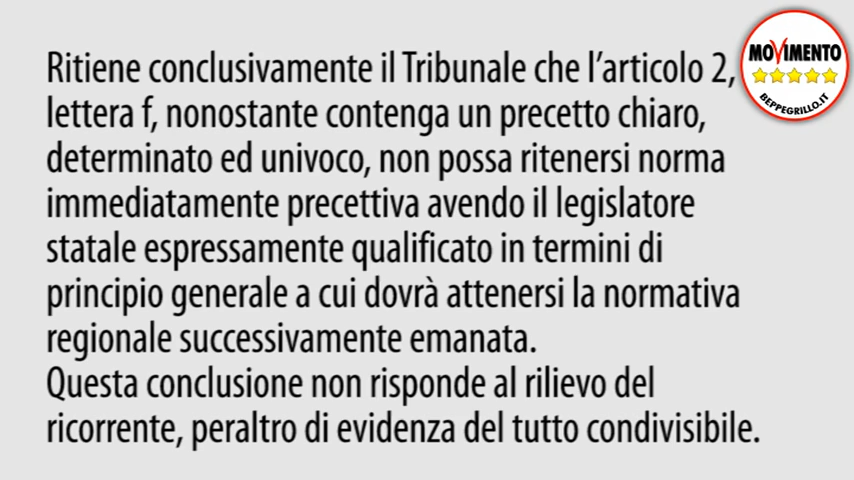 Ritiene conclusivamente il Tribunale che l'articolo 2,
lettera f, nonostante contenga un precetto chiaro,
determinato ed univoco, non possa ritenersi norma
immediatamente precettiva avendo il legislatore
statale espressamente qualificato in termini di
principio generale a cui dovrà attenersi la normativa
regionale successivamente emanata.
Questa conclusione non risponde al rilievo del
ricorrente, peraltro di evidenza del tutto condivisibile.
MOVIMENTO
BEPPEGRILLO.IT